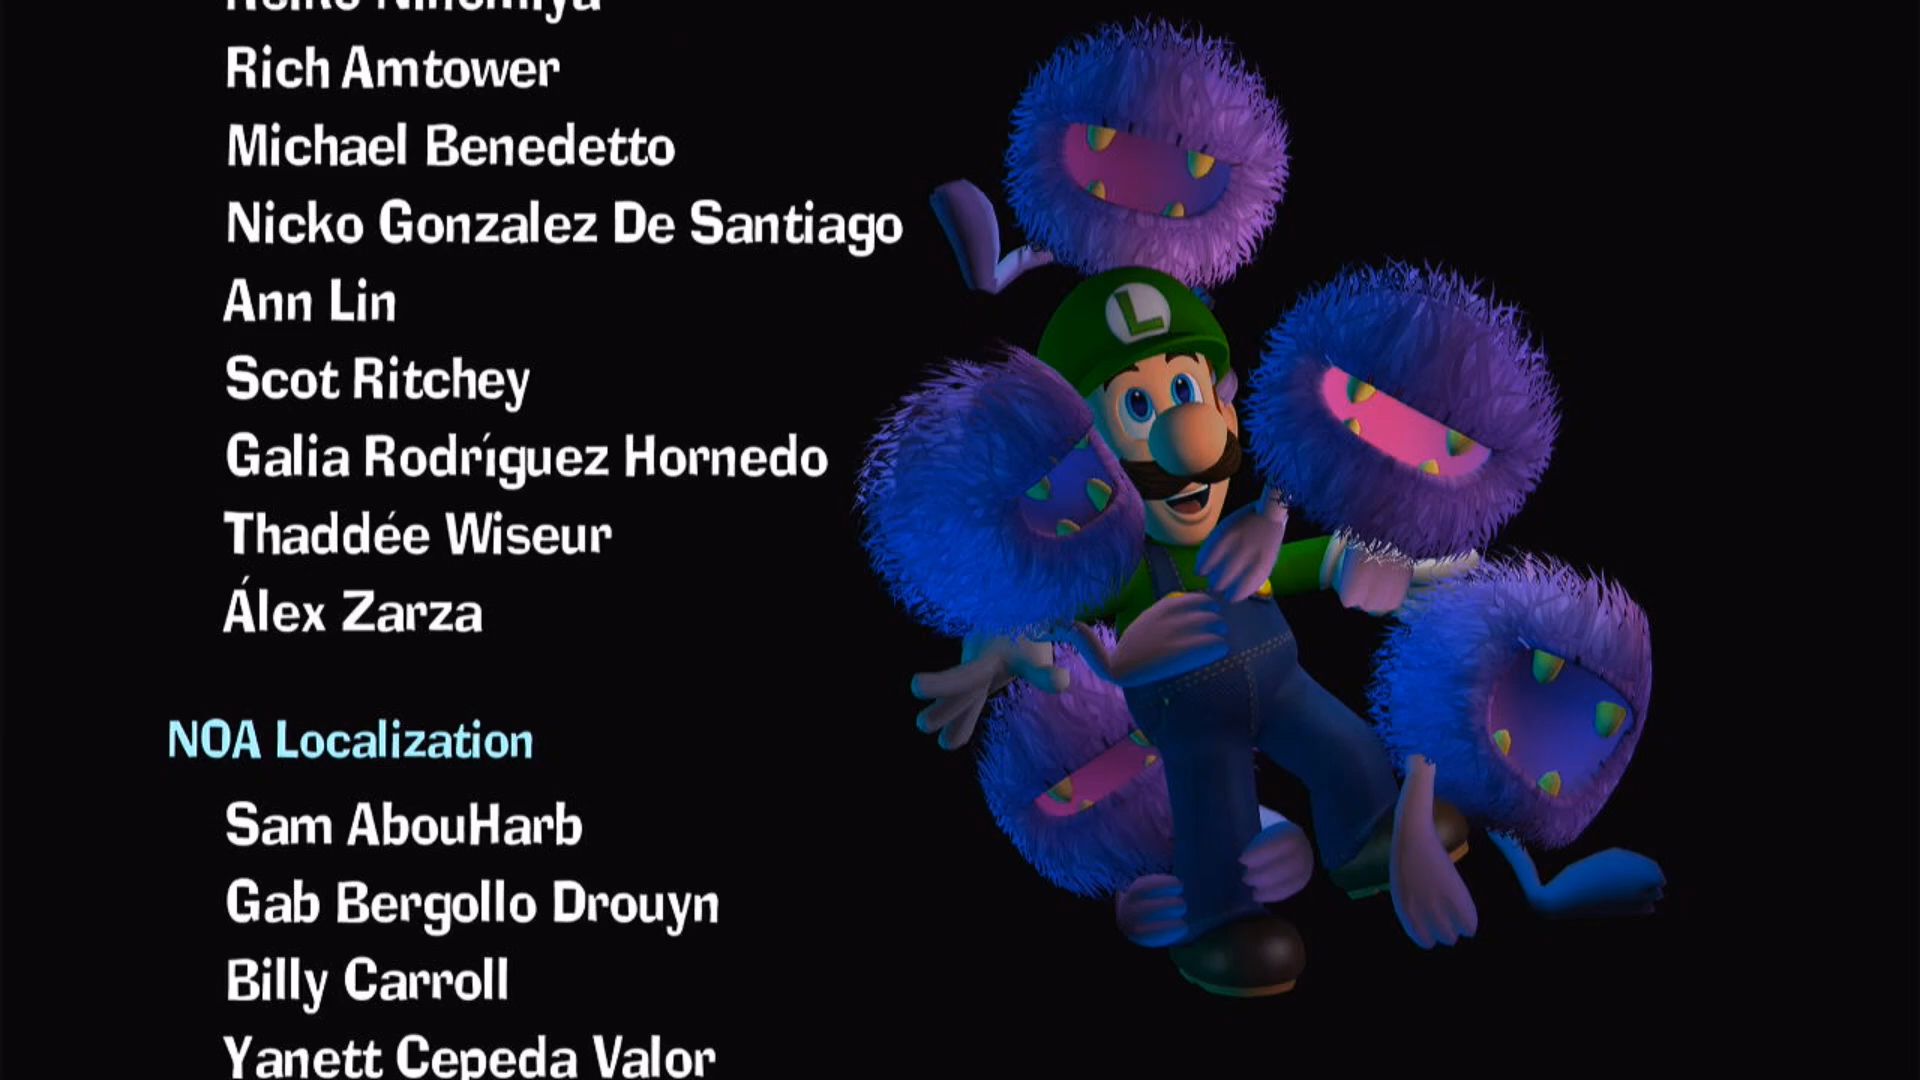 Rich Amtower
Michael Benedetto
Nicko Gonzalez De Santiago
Ann Lin
Scot Ritchey
Galia Rodríguez Hornedo
Thaddée Wiseur
Álex Zarza
NOA Localization
Sam AbouHarb
Gab Bergollo Drouyn
Billy Carroll
Yanett Cepeda Valor
L